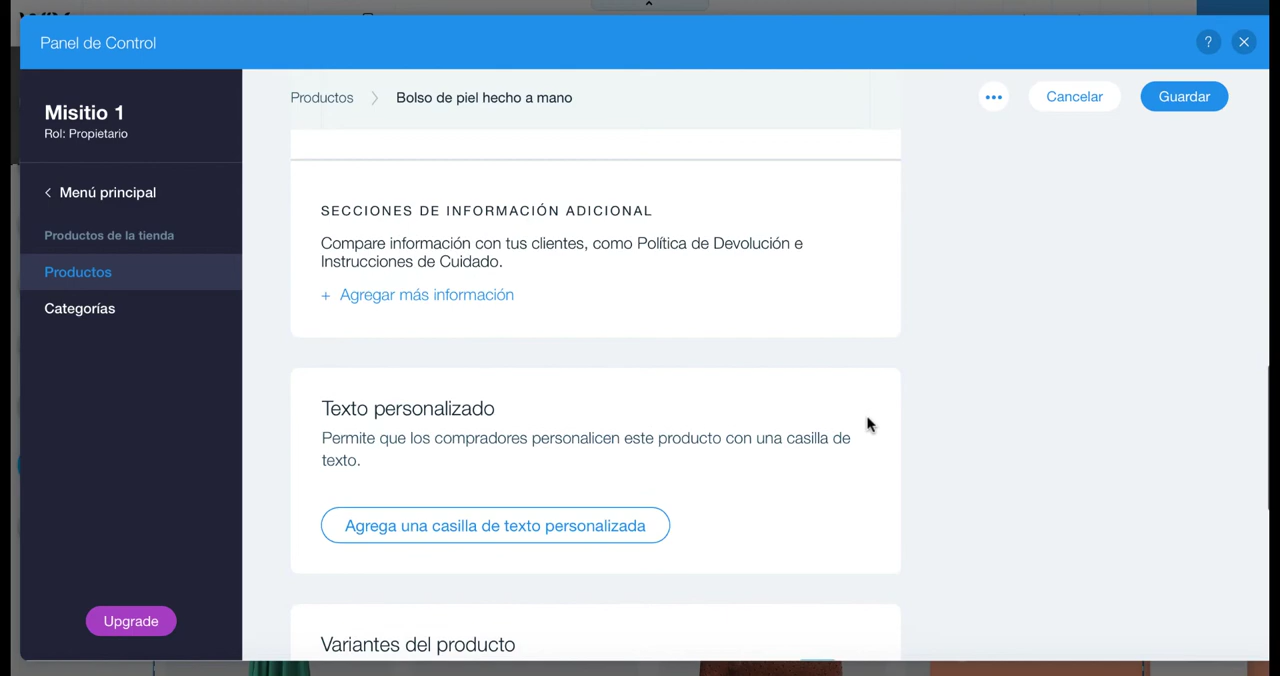 Panel de Control
?
Misitio 1
Rol: Propietario
Menú principal
Productos de la tienda
Productos
Categorías
Upgrade
Productos > Bolso de piel hecho a mano
Cancelar
Guardar
SECCIONES DE INFORMACIÓN ADICIONAL
Compare información con tus clientes, como Política de Devolución e
Instrucciones de Cuidado.
+ Agregar más información
Texto personalizado
Permite que los compradores personalicen este producto con una casilla de
texto.
Agrega una casilla de texto personalizada
Variantes del producto